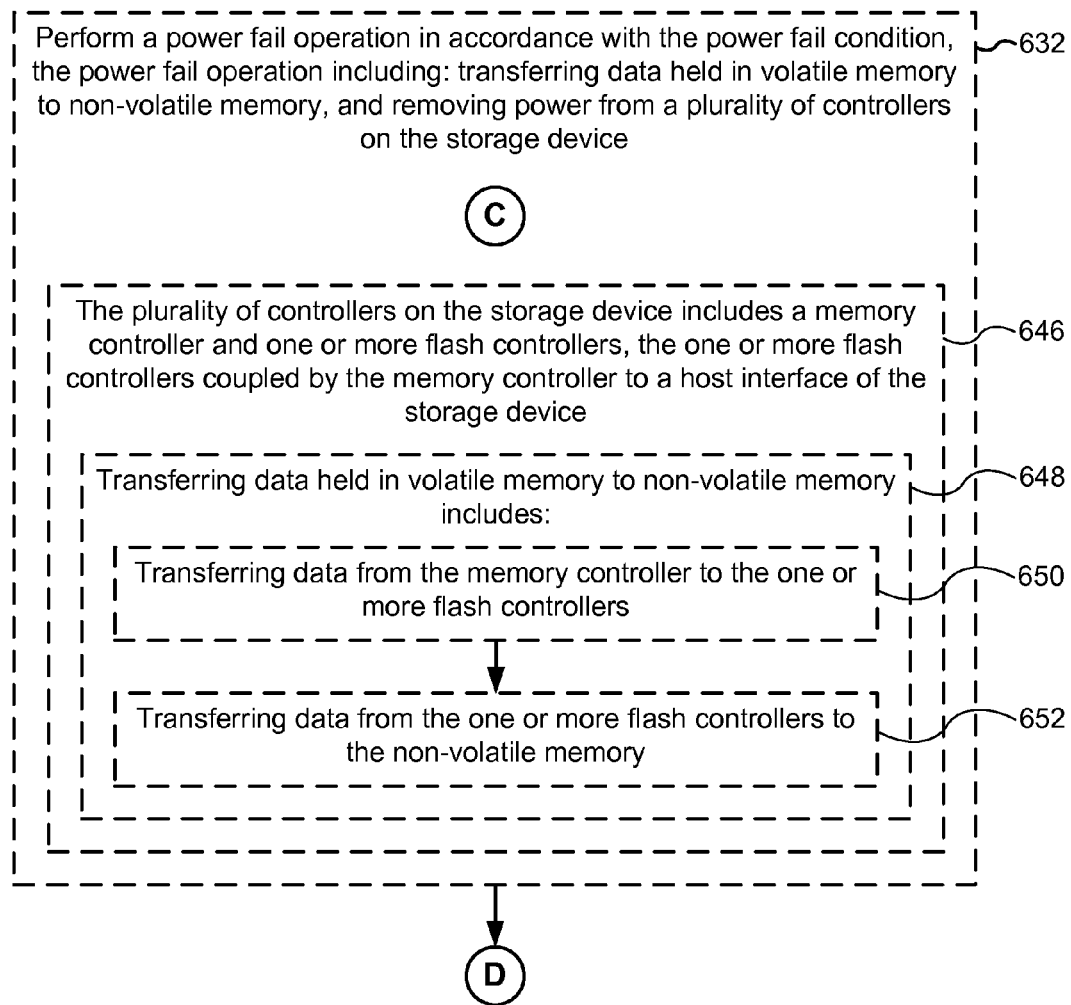 Perform a power fail operation in accordance with the power fail condition,
the power fail operation including: transferring data held in volatile memory
to non-volatile memory, and removing power from a plurality of controllers
on the storage device
632
C
The plurality of controllers on the storage device includes a memory
controller and one or more flash controllers, the one or more flash
controllers coupled by the memory controller to a host interface of the
storage device
646
Transferring data held in volatile memory to non-volatile memory
includes:
648
Transferring data from the memory controller to the one or
more flash controllers
650
Transferring data from the one or more flash controllers to
the non-volatile memory
652
D